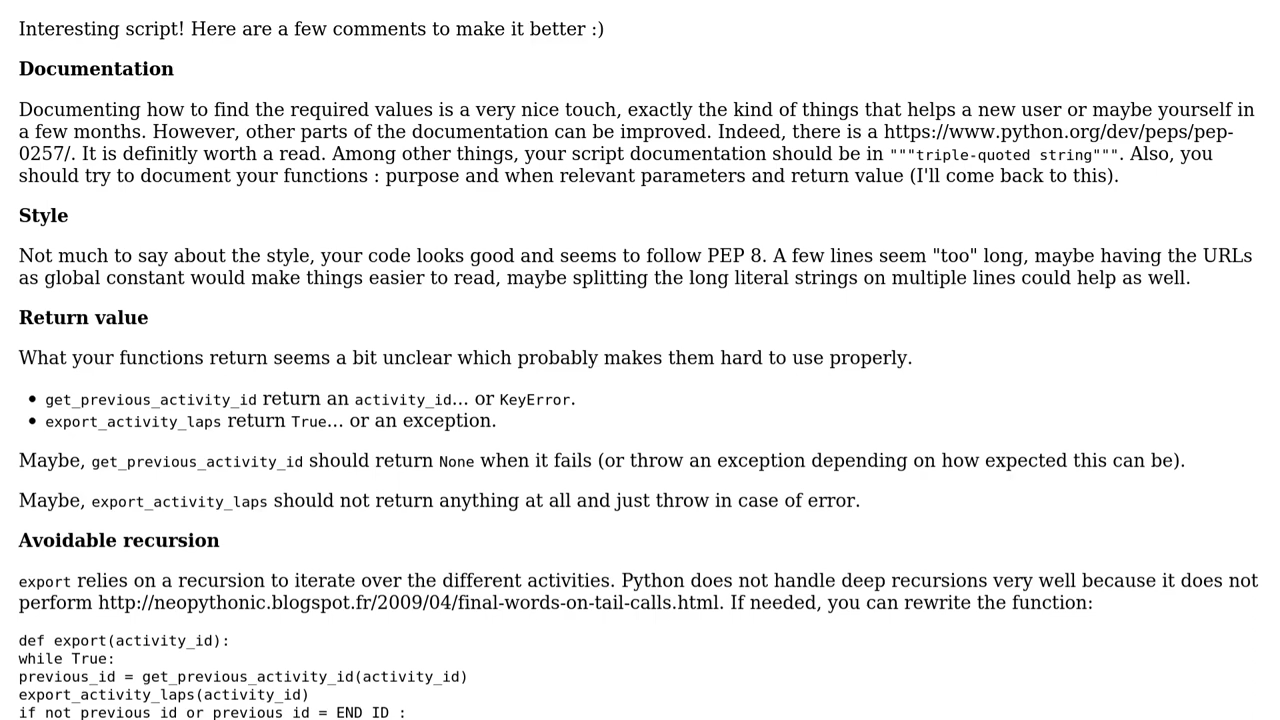 Interesting script! Here are a few comments to make it better :)
Documentation
Documenting how to find the required values is a very nice touch, exactly the kind of things that helps a new user or maybe yourself in
a few months. However, other parts of the documentation can be improved. Indeed, there is a https://www.python.org/dev/peps/pep-
0257/. It is definitly worth a read. Among other things, your script documentation should be in """triple-quoted string""". Also, you
should try to document your functions : purpose and when relevant parameters and return value (I'll come back to this).
Style
Not much to say about the style, your code looks good and seems to follow PEP 8. A few lines seem "too" long, maybe having the URLs
as global constant would make things easier to read, maybe splitting the long literal strings on multiple lines could help as well.
Return value
What your functions return seems a bit unclear which probably makes them hard to use properly.
• get_previous_activity_id return an activity_id... or KeyError.
• export_activity_laps return True... or an exception.
Maybe, get_previous_activity_id should return None when it fails (or throw an exception depending on how expected this can be).
Maybe, export_activity_laps should not return anything at all and just throw in case of error.
Avoidable recursion
export relies on a recursion to iterate over the different activities. Python does not handle deep recursions very well because it does not
perform http://neopythonic.blogspot.fr/2009/04/final-words-on-tail-calls.html. If needed, you can rewrite the function:
def export(activity_id):
while True:
previous_id = get_previous_activity_id(activity_id)
export_activity_laps(activity_id)
if not previous_id or previous_id = END_ID :